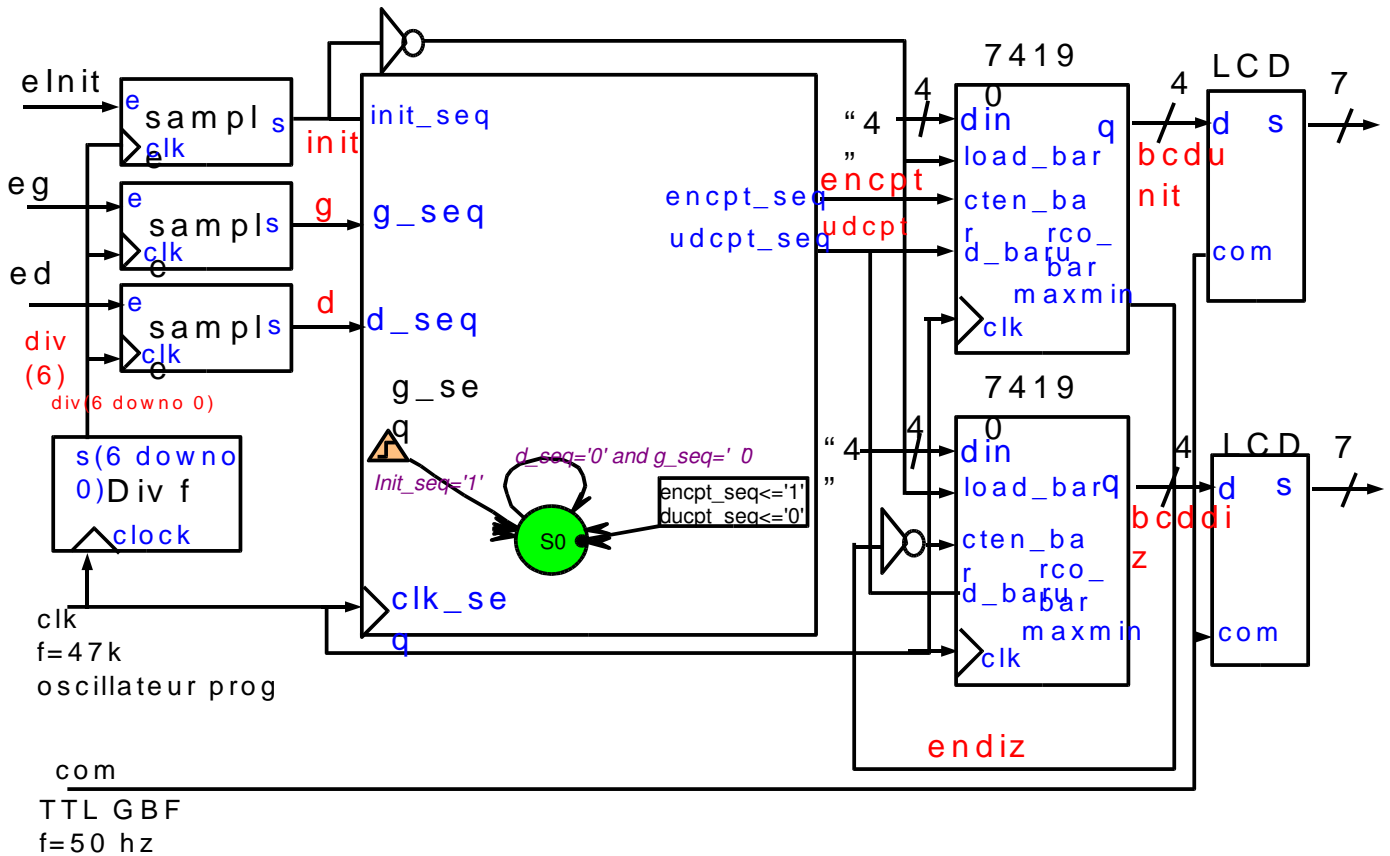 eInit
e
sampl
e
s
clk
init
eg
e
sampl
e
s
clk
g
ed
e
sampl
e
s
clk
d
div
(6)
div(6 downo 0)
s(6 downo
0)
Div f
clock
clk
f=47k
oscillateur prog
com
TTL GBF
f=50 hz
init_seq
g_seq
d_seq
encpt_seq
udcpt_seq
g_se
q
Init_seq='1'
d_seq='0' and g_seq=' 0
encpt_seq<='1'
ducpt_seq<='0'
S0
clk_se
q
encpt
udcpt
“4
”
4
7419
0
din
q
load_bar
cten_ba
r
d_baru
rco_
bar
maxmin
clk
4
bcdu
nit
LCD
d
s
com
7
“4
”
4
7419
0
din
q
load_bar
cten_ba
r
d_baru
rco_
bar
maxmin
clk
4
bcddi
z
LCD
d
s
com
7
endiz